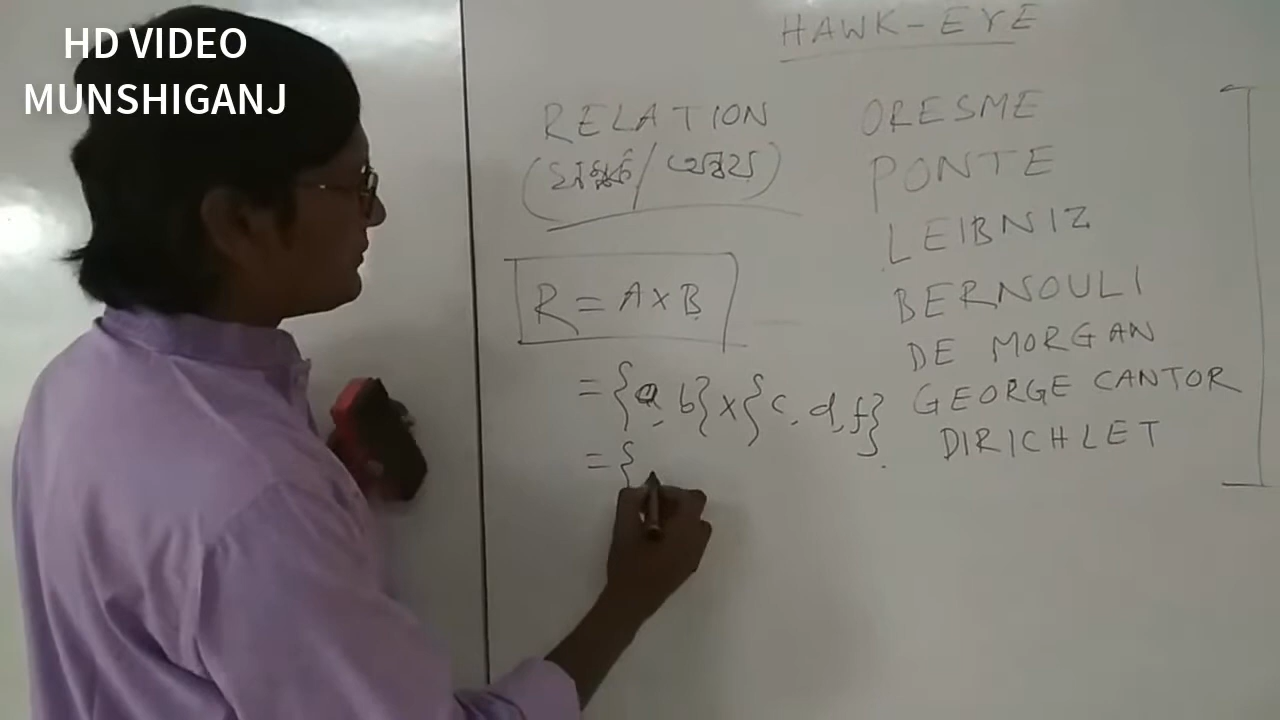 HD VIDEO
MUNSHIGANJ
HAWK-EYE
RELATION
(সম্পর্ক/অন্বয়)
R = A×B
= {a, b} × {c, d, f}
= {
ORESME
PONTE
LEIBNIZ
BERNOULI
DE MORGAN
GEORGE CANTOR
DIRICHLET